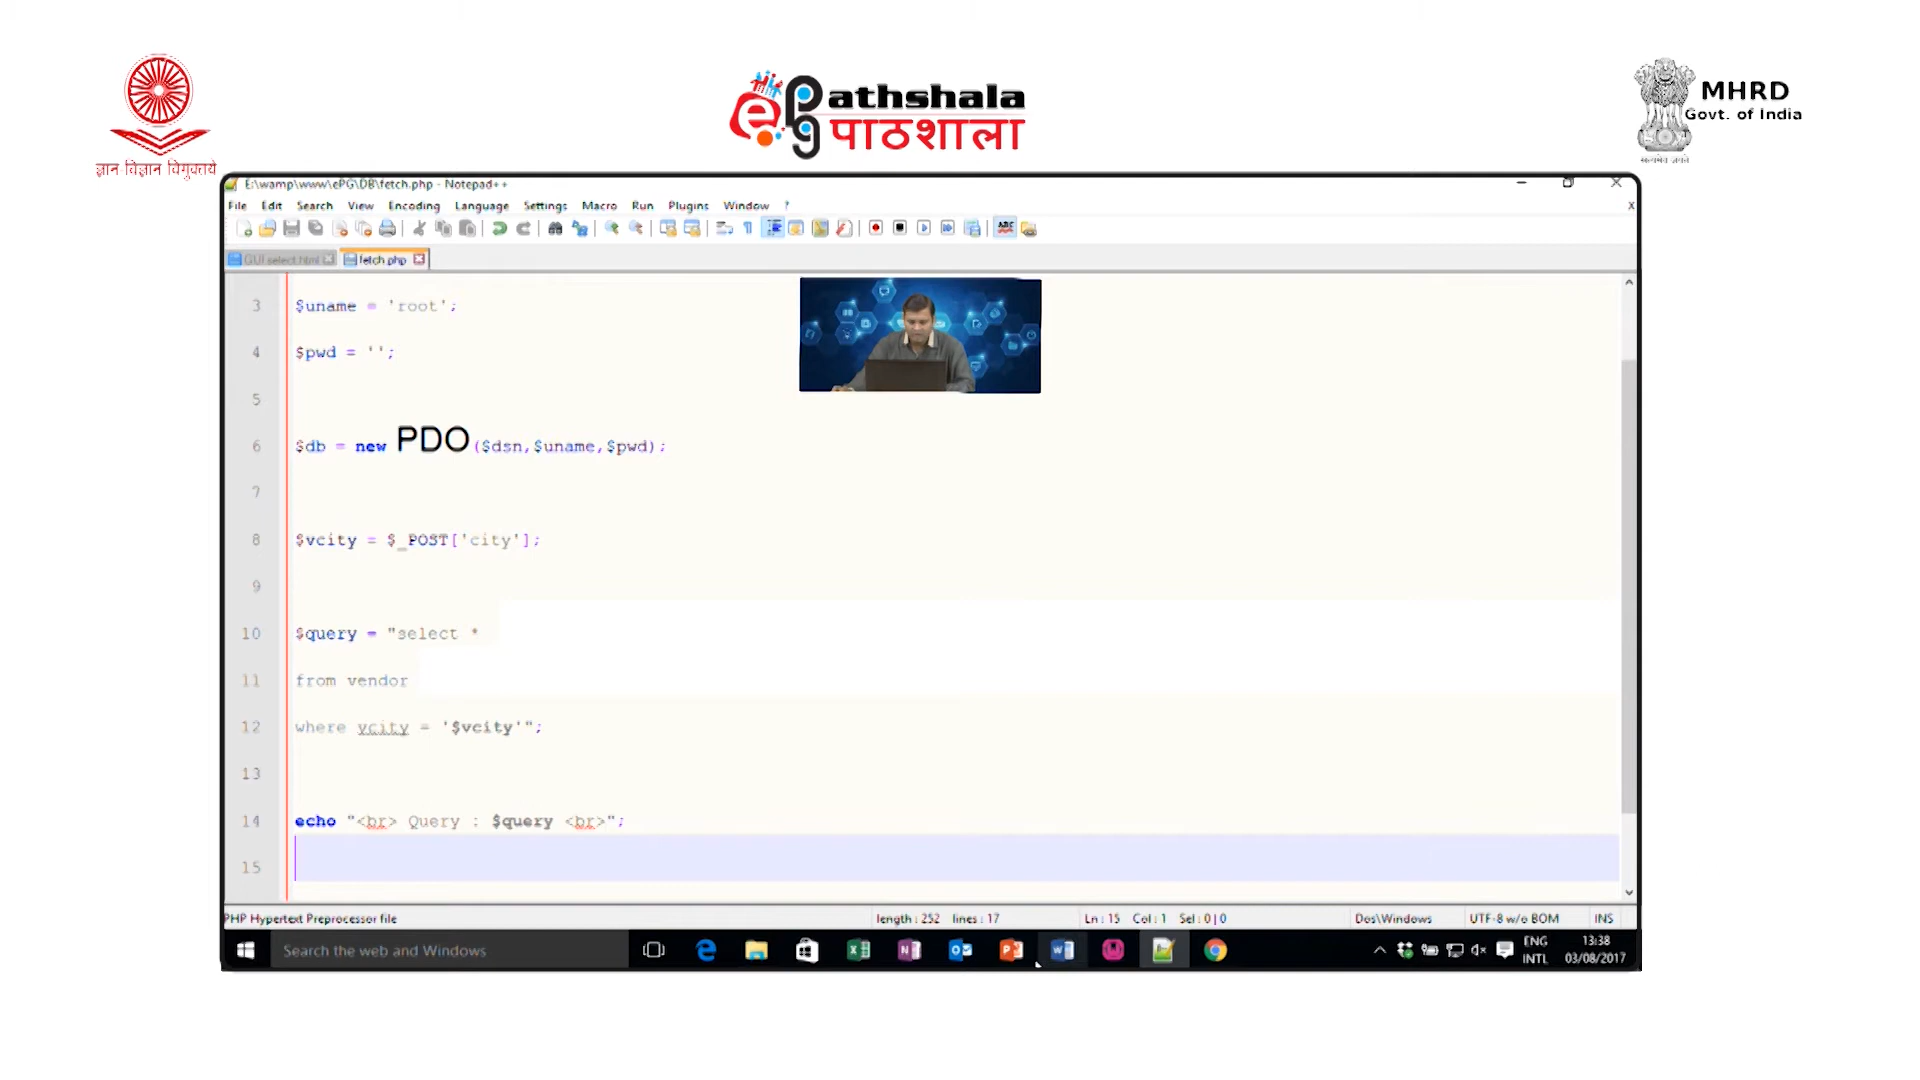 ज्ञान-विज्ञान विमुक्तये
ePG athshala
पाठशाला
MHRD
Govt. of India
सत्यमेव जयते
E:\wamp\www\ePG\DB\fetch.php - Notepad++
File Edit Search View Encoding Language Settings Macro Run Plugins Window ?
X
GUI select.html fetch.php
3 $uname = 'root';
4 $pwd = '';
5
6 $db = new PDO($dsn,$uname,$pwd);
7
8 $vcity = $_POST['city'];
9
10 $query = "select *
11 from vendor
12 where vcity = '$vcity'";
13
14 echo "<br> Query : $query <br>";
15
PHP Hypertext Preprocessor file length : 252 lines : 17 Ln : 15 Col : 1 Sel : 0 | 0 Dos\Windows UTF-8 w/o BOM INS
Search the web and Windows
ENG INTL
13:38
03/08/2017